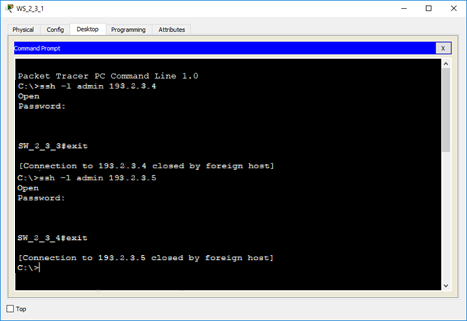 WS_2_3_1
Physical Config Desktop Programming Attributes
Command Prompt X
Packet Tracer PC Command Line 1.0
C:\>ssh -l admin 193.2.3.4
Open
Password:
SW_2_3_3#exit
[Connection to 193.2.3.4 closed by foreign host]
C:\>ssh -l admin 193.2.3.5
Open
Password:
SW_2_3_4#exit
[Connection to 193.2.3.5 closed by foreign host]
C:\>
Top